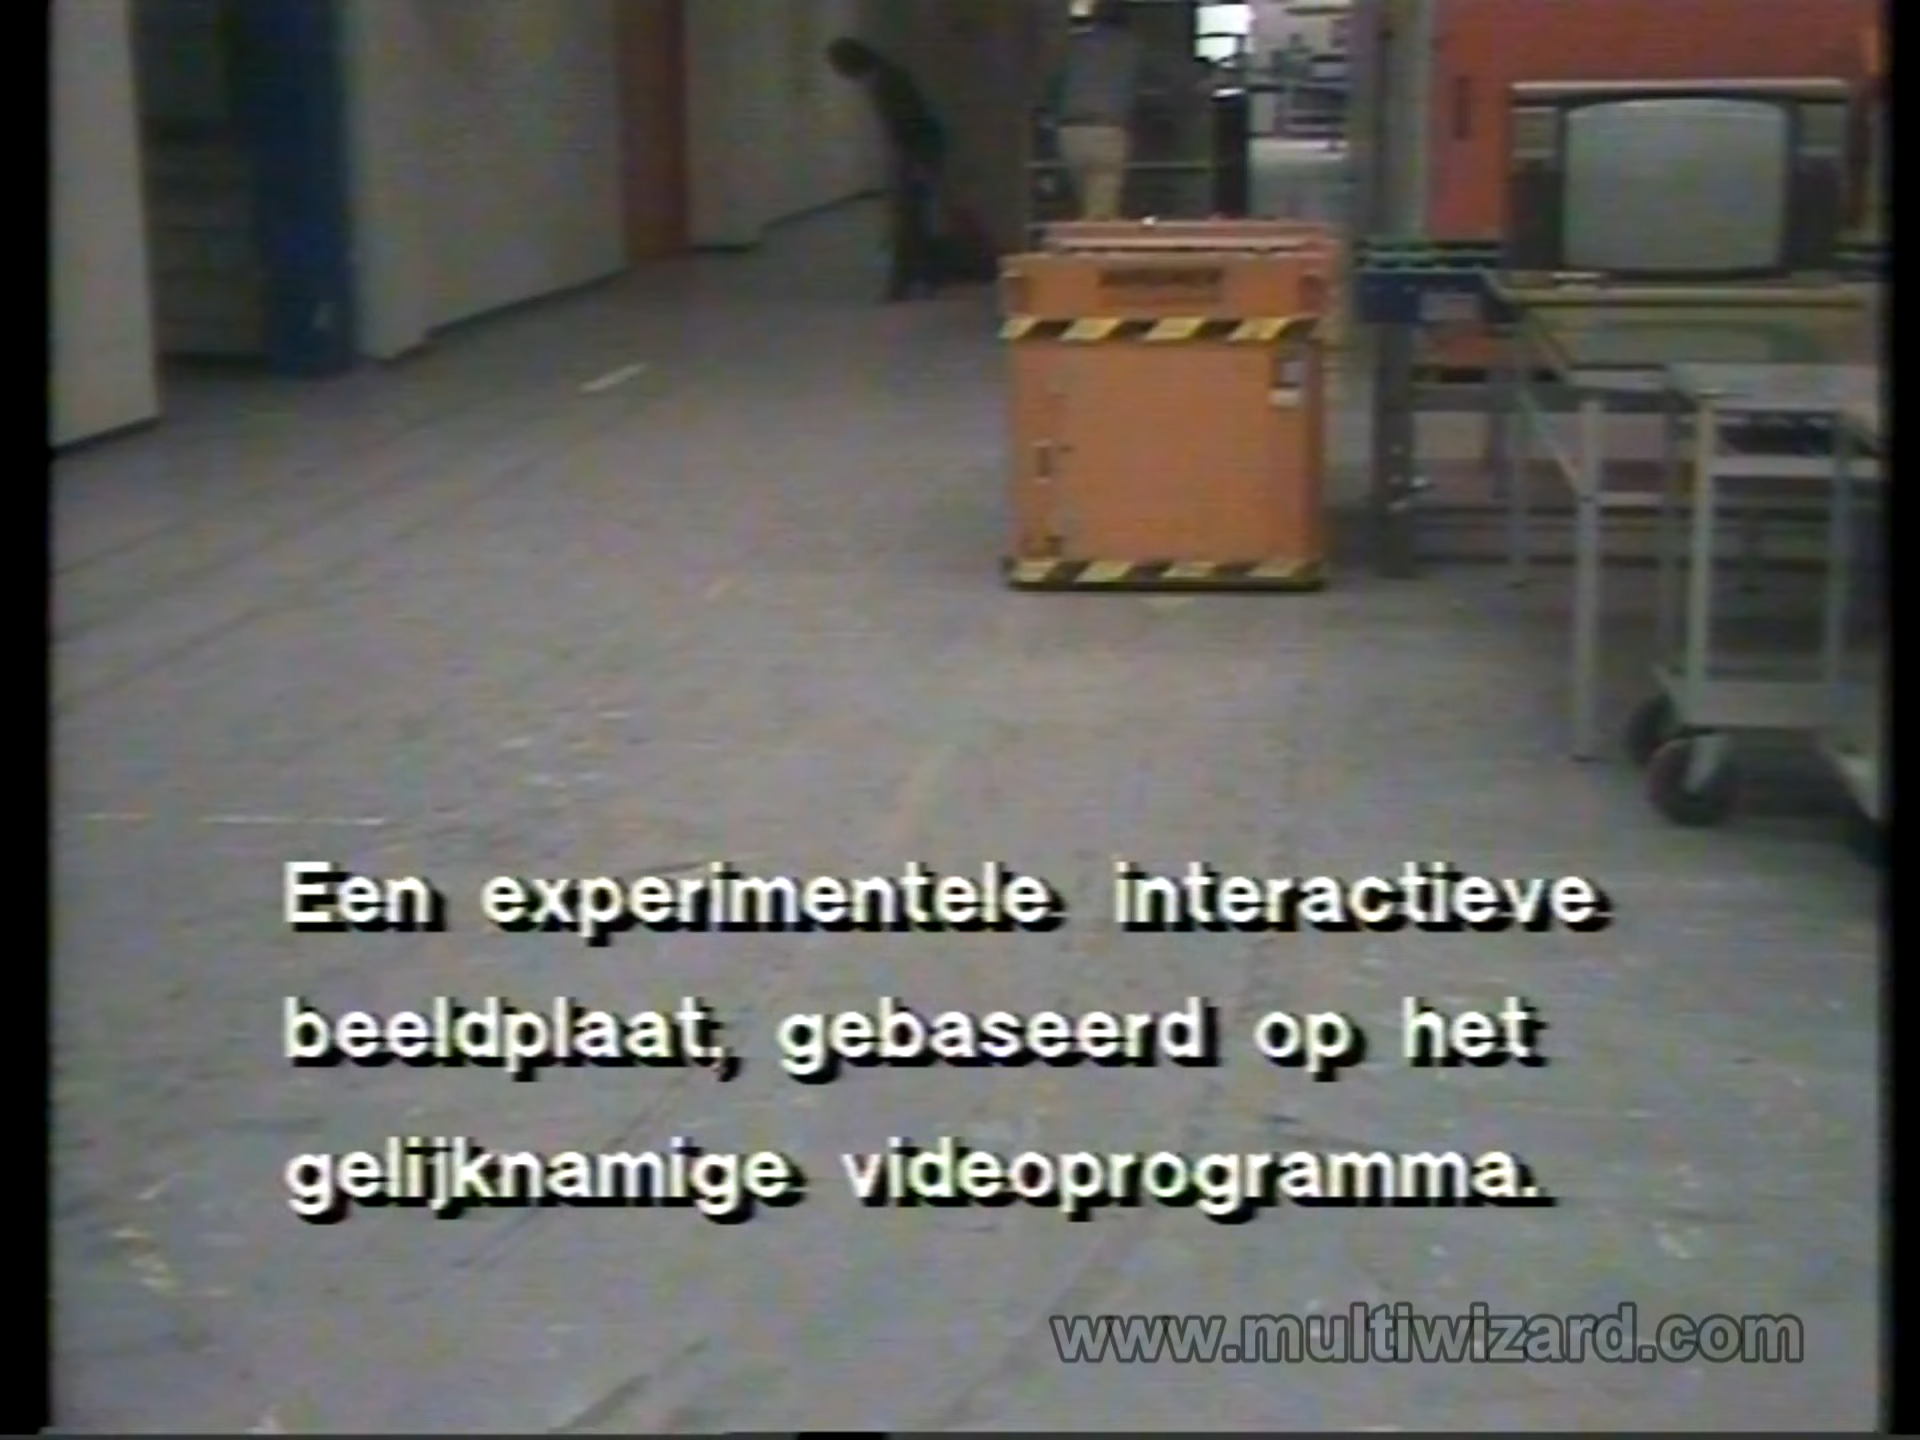 Een experimentele interactieve
beeldplaat, gebaseerd op het
gelijknamige videoprogramma.
www.multiwizard.com